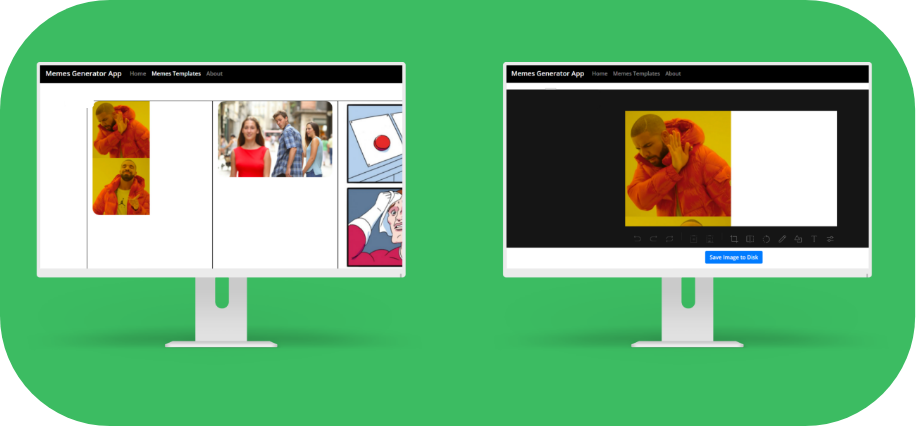 Memes Generator App Home Memes Templates About
Memes Generator App Home Memes Templates About
Save Image to Disk